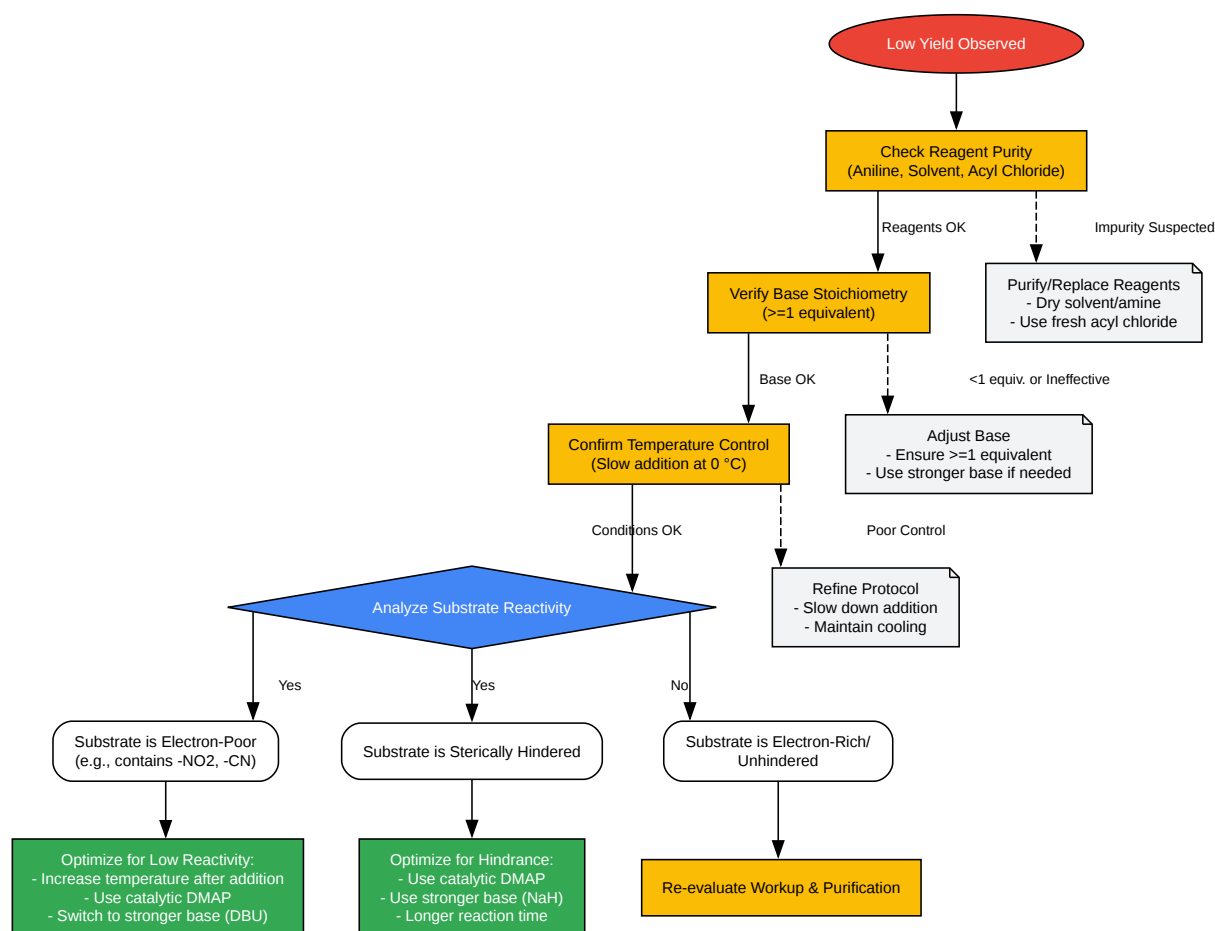 Low Yield Observed
Check Reagent Purity
(Aniline, Solvent, Acyl Chloride)
Reagents OK
Impurity Suspected
Verify Base Stoichiometry
(>=1 equivalent)
Purify/Replace Reagents
- Dry solvent/amine
- Use fresh acyl chloride
Base OK
<1 equiv. or Ineffective
Confirm Temperature Control
(Slow addition at 0 °C)
Adjust Base
- Ensure >=1 equivalent
- Use stronger base if needed
Conditions OK
Poor Control
Analyze Substrate Reactivity
Refine Protocol
- Slow down addition
- Maintain cooling
Yes
Yes
No
Substrate is Electron-Poor
(e.g., contains -NO2, -CN)
Substrate is Sterically Hindered
Substrate is Electron-Rich/
Unhindered
Optimize for Low Reactivity:
- Increase temperature after addition
- Use catalytic DMAP
- Switch to stronger base (DBU)
Optimize for Hindrance:
- Use catalytic DMAP
- Use stronger base (NaH)
- Longer reaction time
Re-evaluate Workup & Purification